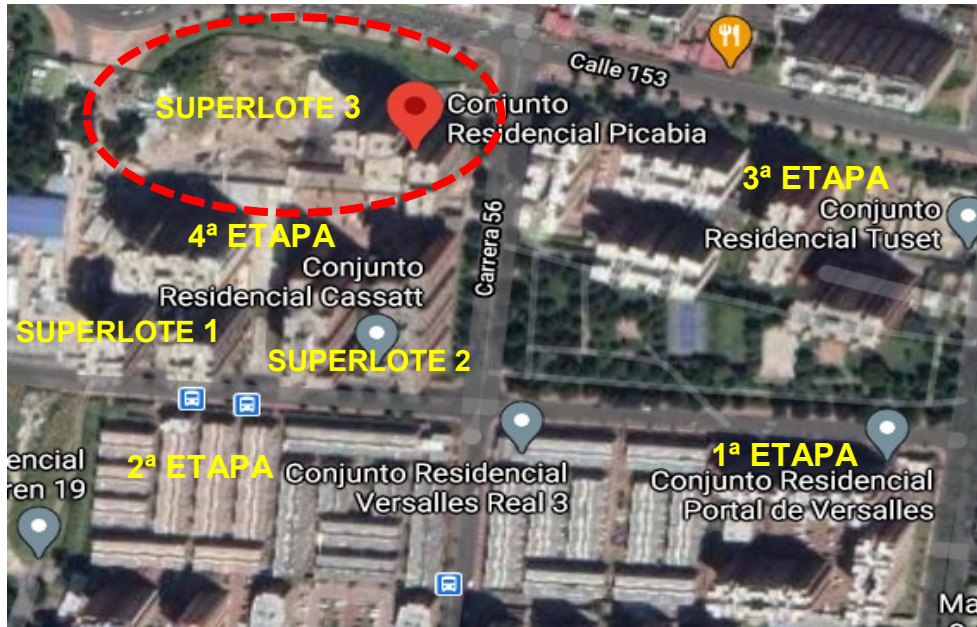 Calle 153
SUPERLOTE 3
Conjunto
Residencial Picabia
3ª ETAPA
Conjunto
Residencial Tuset
4ª ETAPA
Carrera 56
Conjunto
Residencial Cassatt
SUPERLOTE 1
SUPERLOTE 2
2ª ETAPA
1ª ETAPA
encial
ren 19
Conjunto Residencial
Versalles Real 3
Conjunto Residencial
Portal de Versalles
Ma